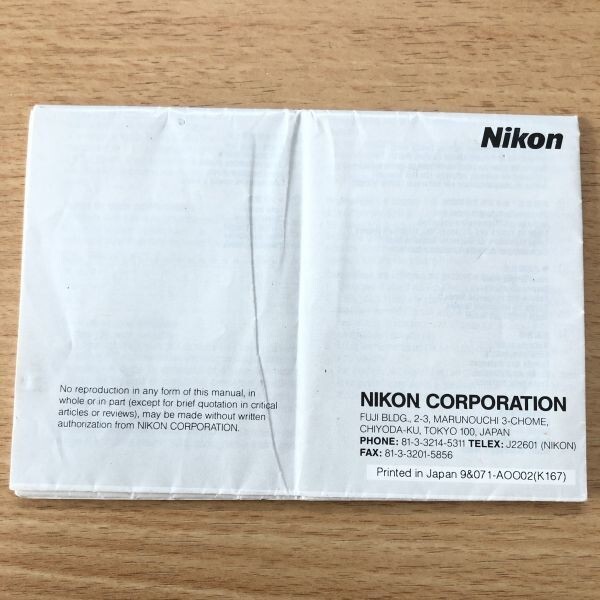 Nikon
No reproduction in any form of this manual, in
whole or in part (except for brief quotation in critical
articles or reviews), may be made without written
authorization from NIKON CORPORATION.
NIKON CORPORATION
FUJI BLDG., 2-3, MARUNOUCHI 3-CHOME,
CHIYODA-KU, TOKYO 100, JAPAN
PHONE: 81-3-3214-5311 TELEX: J22601 (NIKON)
FAX: 81-3-3201-5856
Printed in Japan 9&071-AOO02(K167)